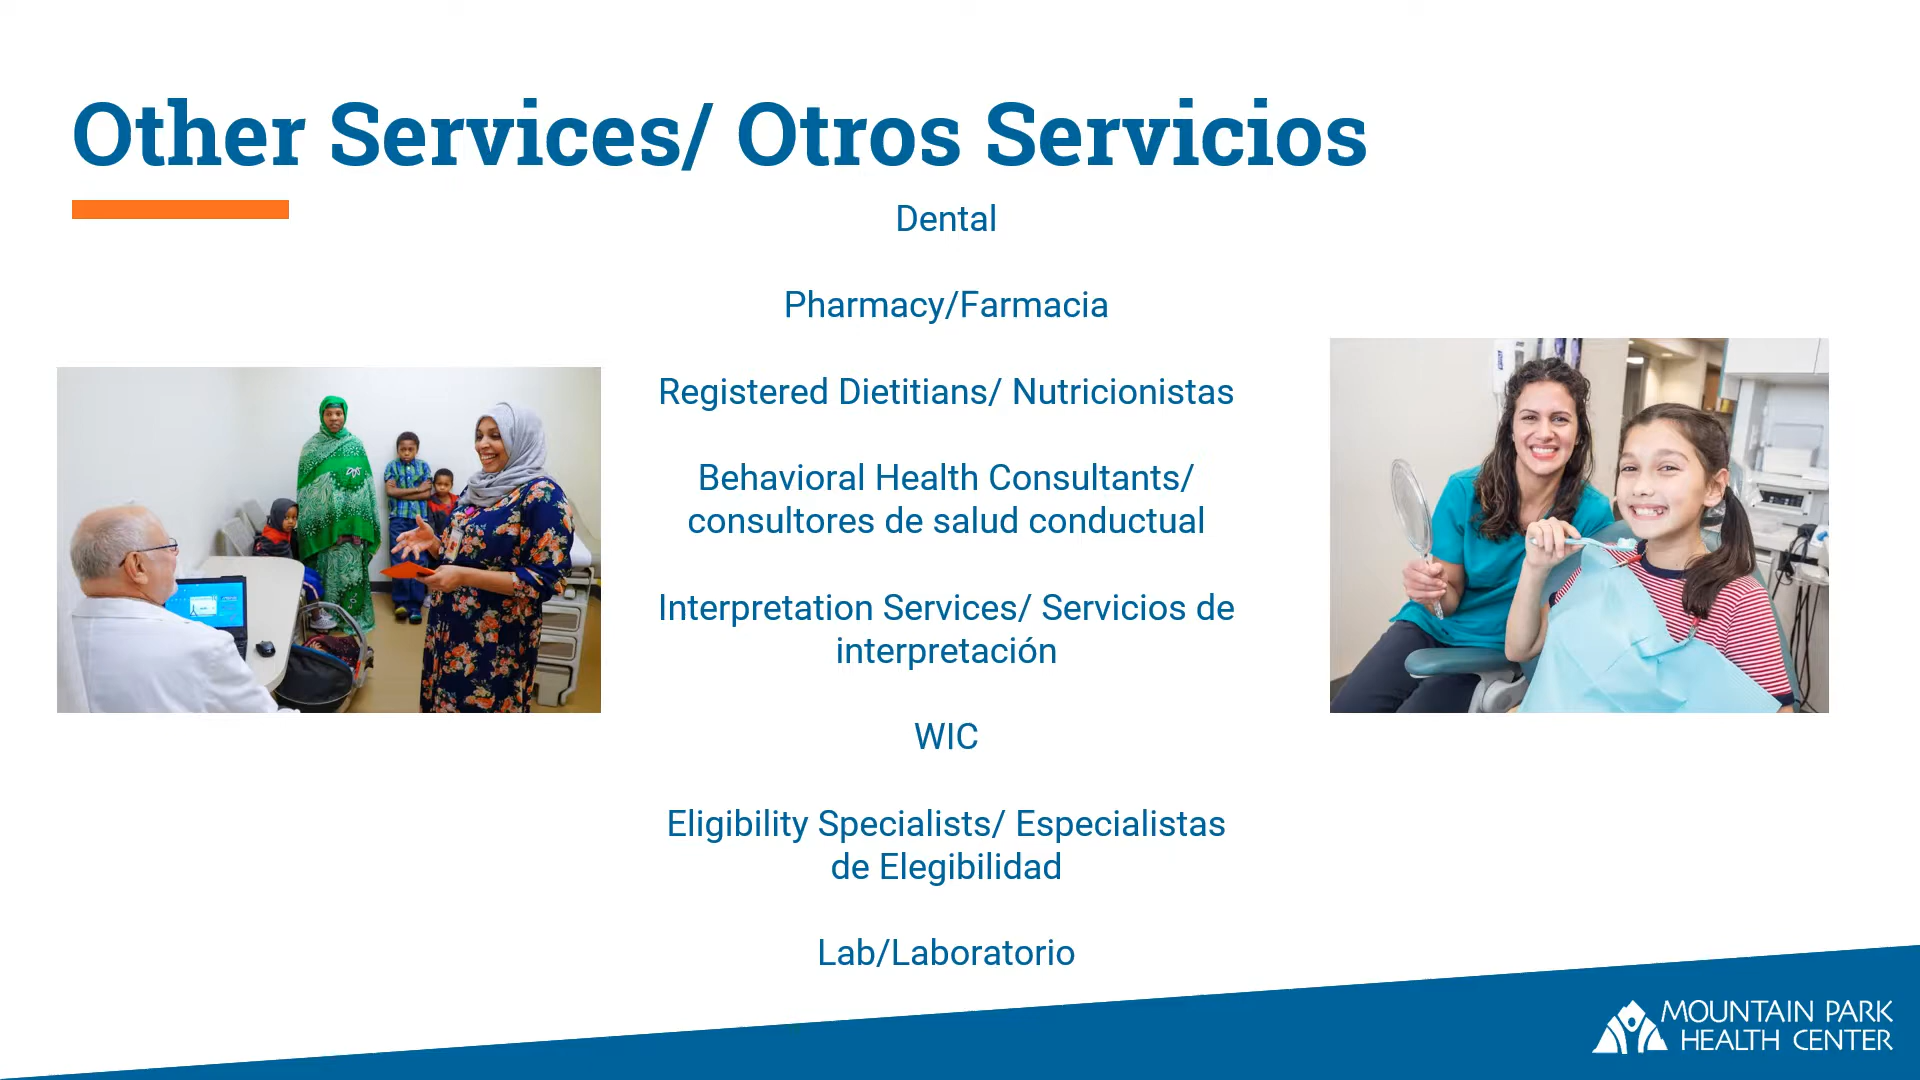 Other Services/ Otros Servicios
Dental
Pharmacy/Farmacia
Registered Dietitians/ Nutricionistas
Behavioral Health Consultants/
consultores de salud conductual
Interpretation Services/ Servicios de
interpretación
WIC
Eligibility Specialists/ Especialistas
de Elegibilidad
Lab/Laboratorio
MOUNTAIN PARK
HEALTH CENTER